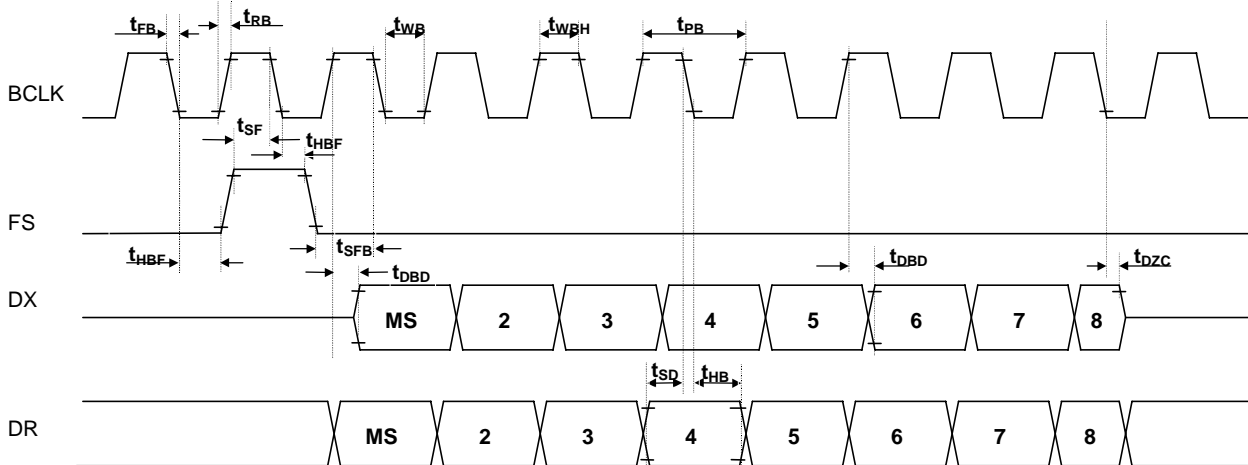 tFB tRB tWB tWBH tPB
BCLK
tSF tHBF
FS
tHBF tSFB tDBD tDBD tDZC
DX MS 2 3 4 5 6 7 8
tSD tHB
DR MS 2 3 4 5 6 7 8